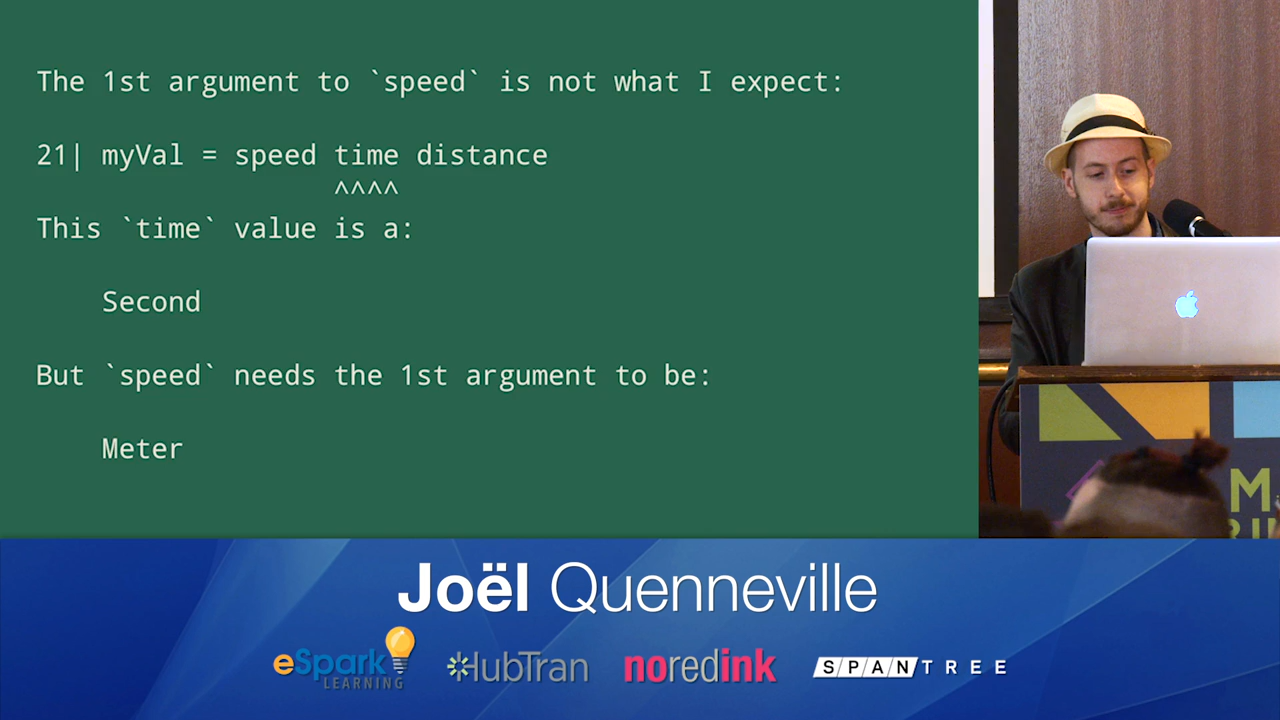 The 1st argument to `speed` is not what I expect:
21| myVal = speed time distance
^^^^
This `time` value is a:
Second
But `speed` needs the 1st argument to be:
Meter
Joël Quenneville
eSpark LEARNING
HubTran
noredink
SPANTREE